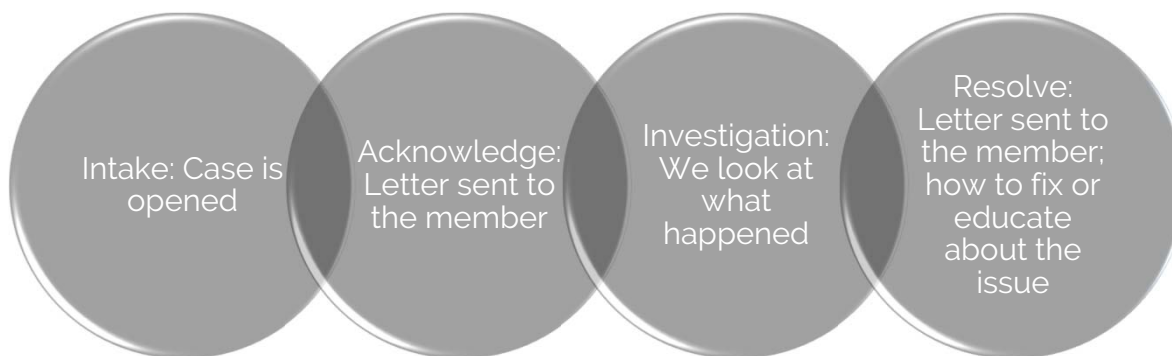 Intake: Case is
opened
Acknowledge:
Letter sent to
the member
Investigation:
We look at
what
happened
Resolve:
Letter sent to
the member;
how to fix or
educate
about the
issue